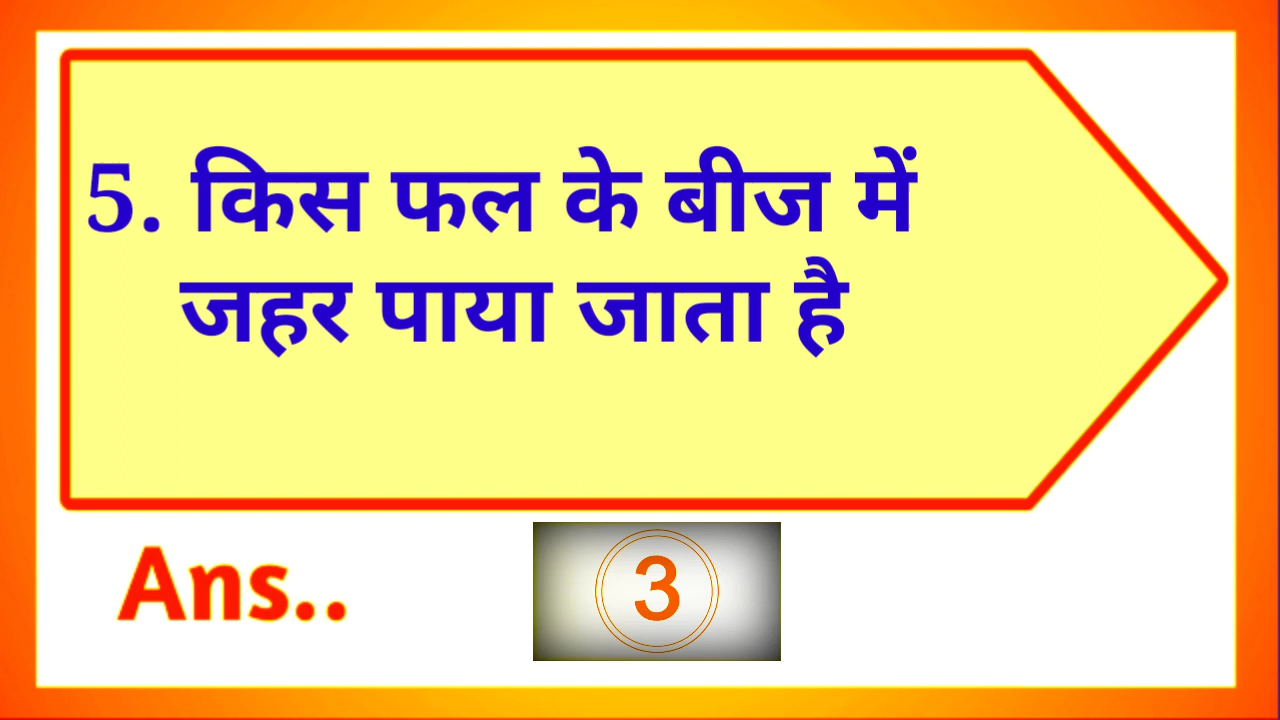 5. किस फल के बीज में
जहर पाया जाता है
Ans..
3